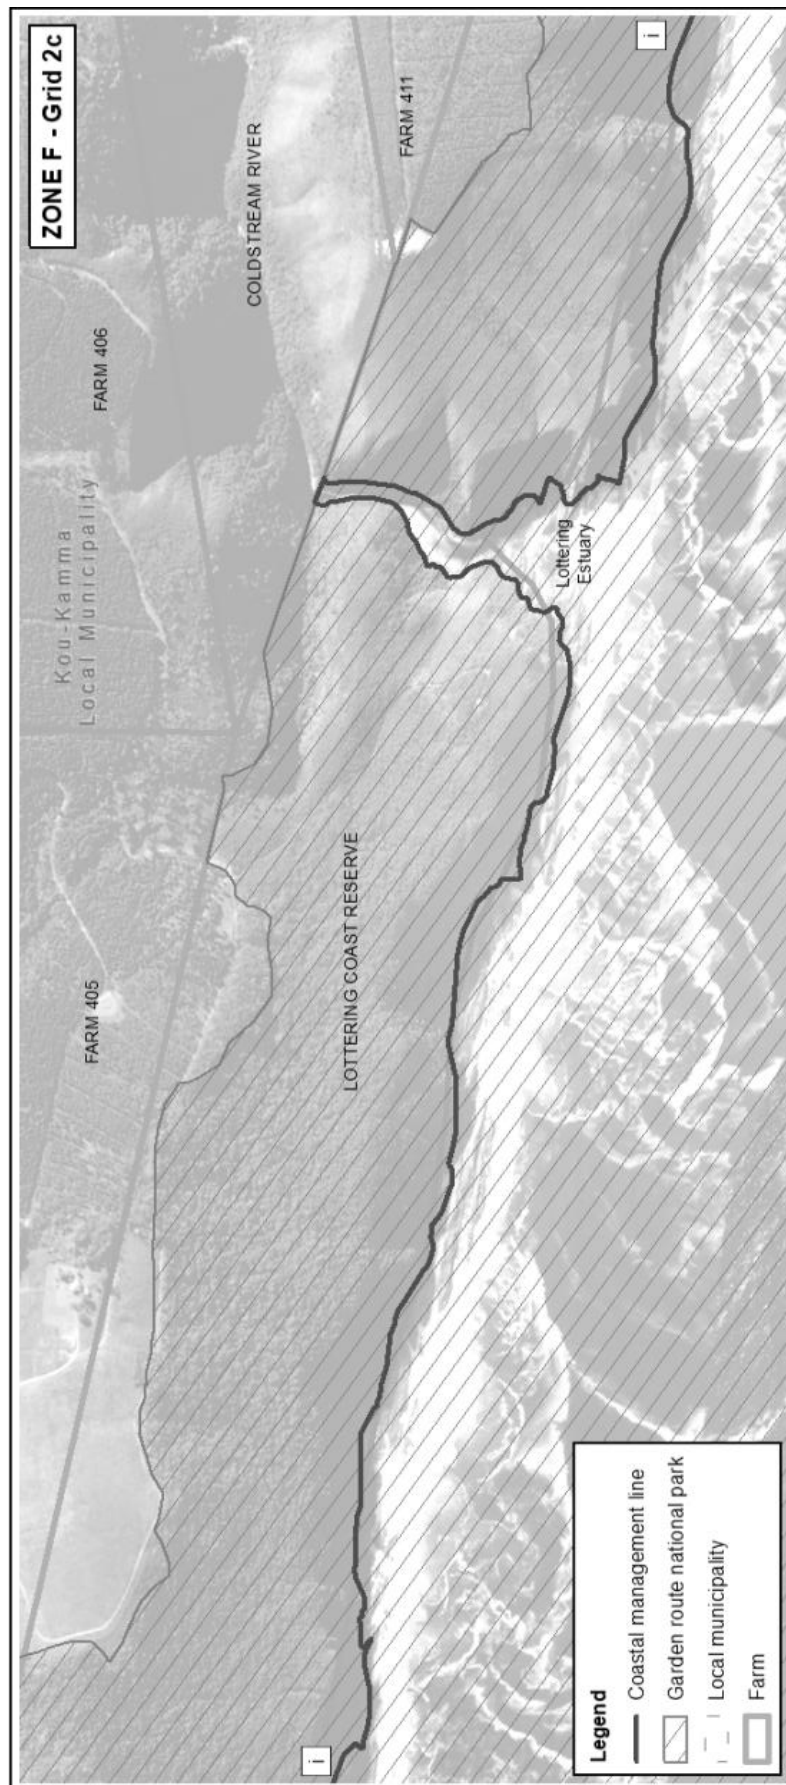 ZONE F - Grid 2c
i
FARM 406
COLDSTREAM RIVER
FARM 411
Kou-Kamma
Local Municipality
FARM 405
LOTTERING COAST RESERVE
Lottering
Estuary
i
Legend
Coastal management line
Garden route national park
Local municipality
Farm